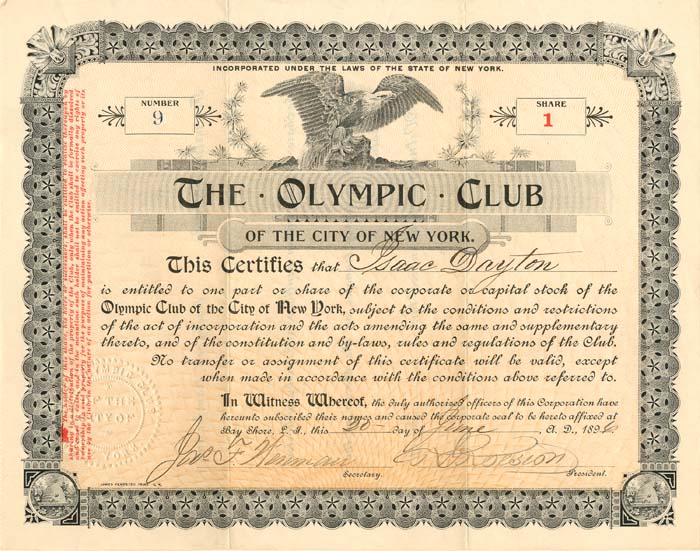 INCORPORATED UNDER THE LAWS OF THE STATE OF NEW YORK.
NUMBER
9
SHARE
1
THE · OLYMPIC · CLUB
OF THE CITY OF NEW YORK.
This Certifies that Isaac Dayton
is entitled to one part or share of the corporate or capital stock of the
Olympic Club of the City of New York, subject to the conditions and restrictions
of the act of incorporation and the acts amending the same and supplementary
thereto, and of the constitution and by-laws, rules and regulations of the Club.
No transfer or assignment of this certificate will be valid, except
when made in accordance with the conditions above referred to.
In Witness Whereof, the duly authorized officers of this Corporation have
hereunto subscribed their names and caused the corporate seal to be hereto affixed at
Bay Shore, L. I., this 20 day of June A. D., 1896
Jno F
Secretary.
President.